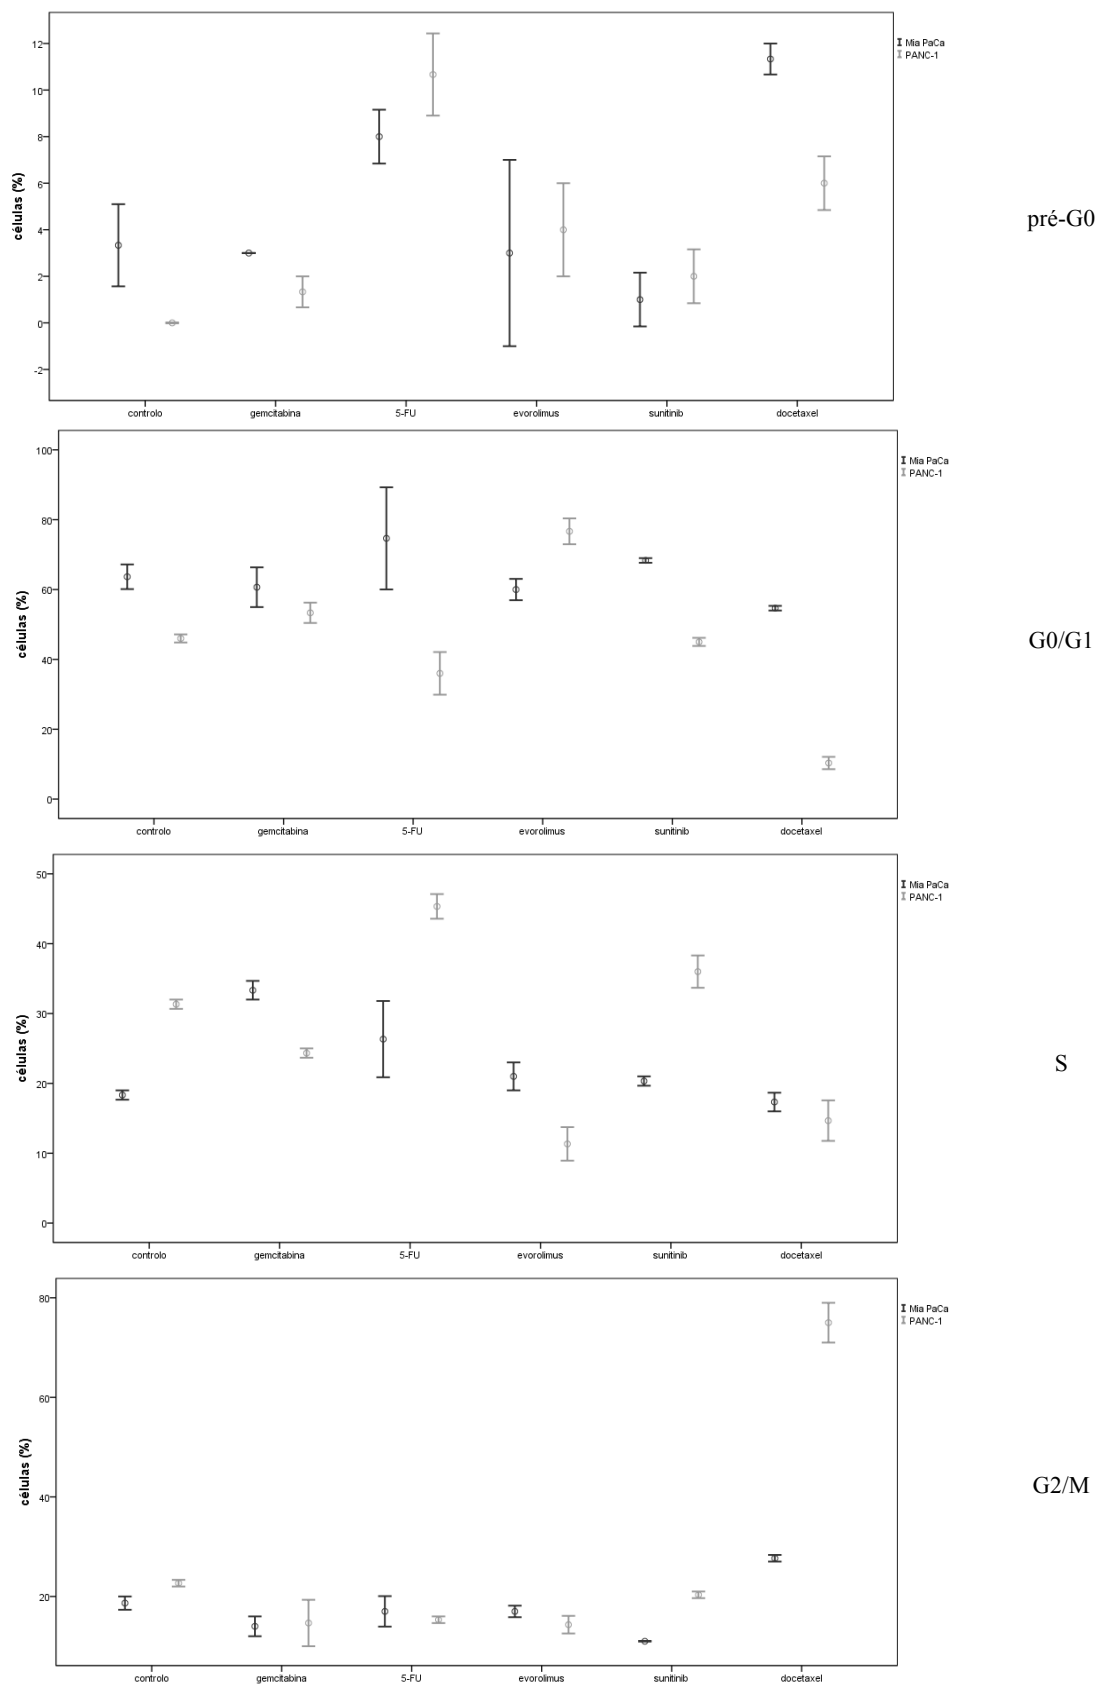 12
10
8
6
4
2
0
-2
células (%)
controlo gemcitabina 5-FU evorolimus sunitinib docetaxel
Mia PaCa
PANC-1
pré-G0
100
80
60
40
20
0
células (%)
controlo gemcitabina 5-FU evorolimus sunitinib docetaxel
Mia PaCa
PANC-1
G0/G1
50
40
30
20
10
0
células (%)
controlo gemcitabina 5-FU evorolimus sunitinib docetaxel
Mia PaCa
PANC-1
S
80
60
40
20
células (%)
controlo gemcitabina 5-FU evorolimus sunitinib docetaxel
Mia PaCa
PANC-1
G2/M